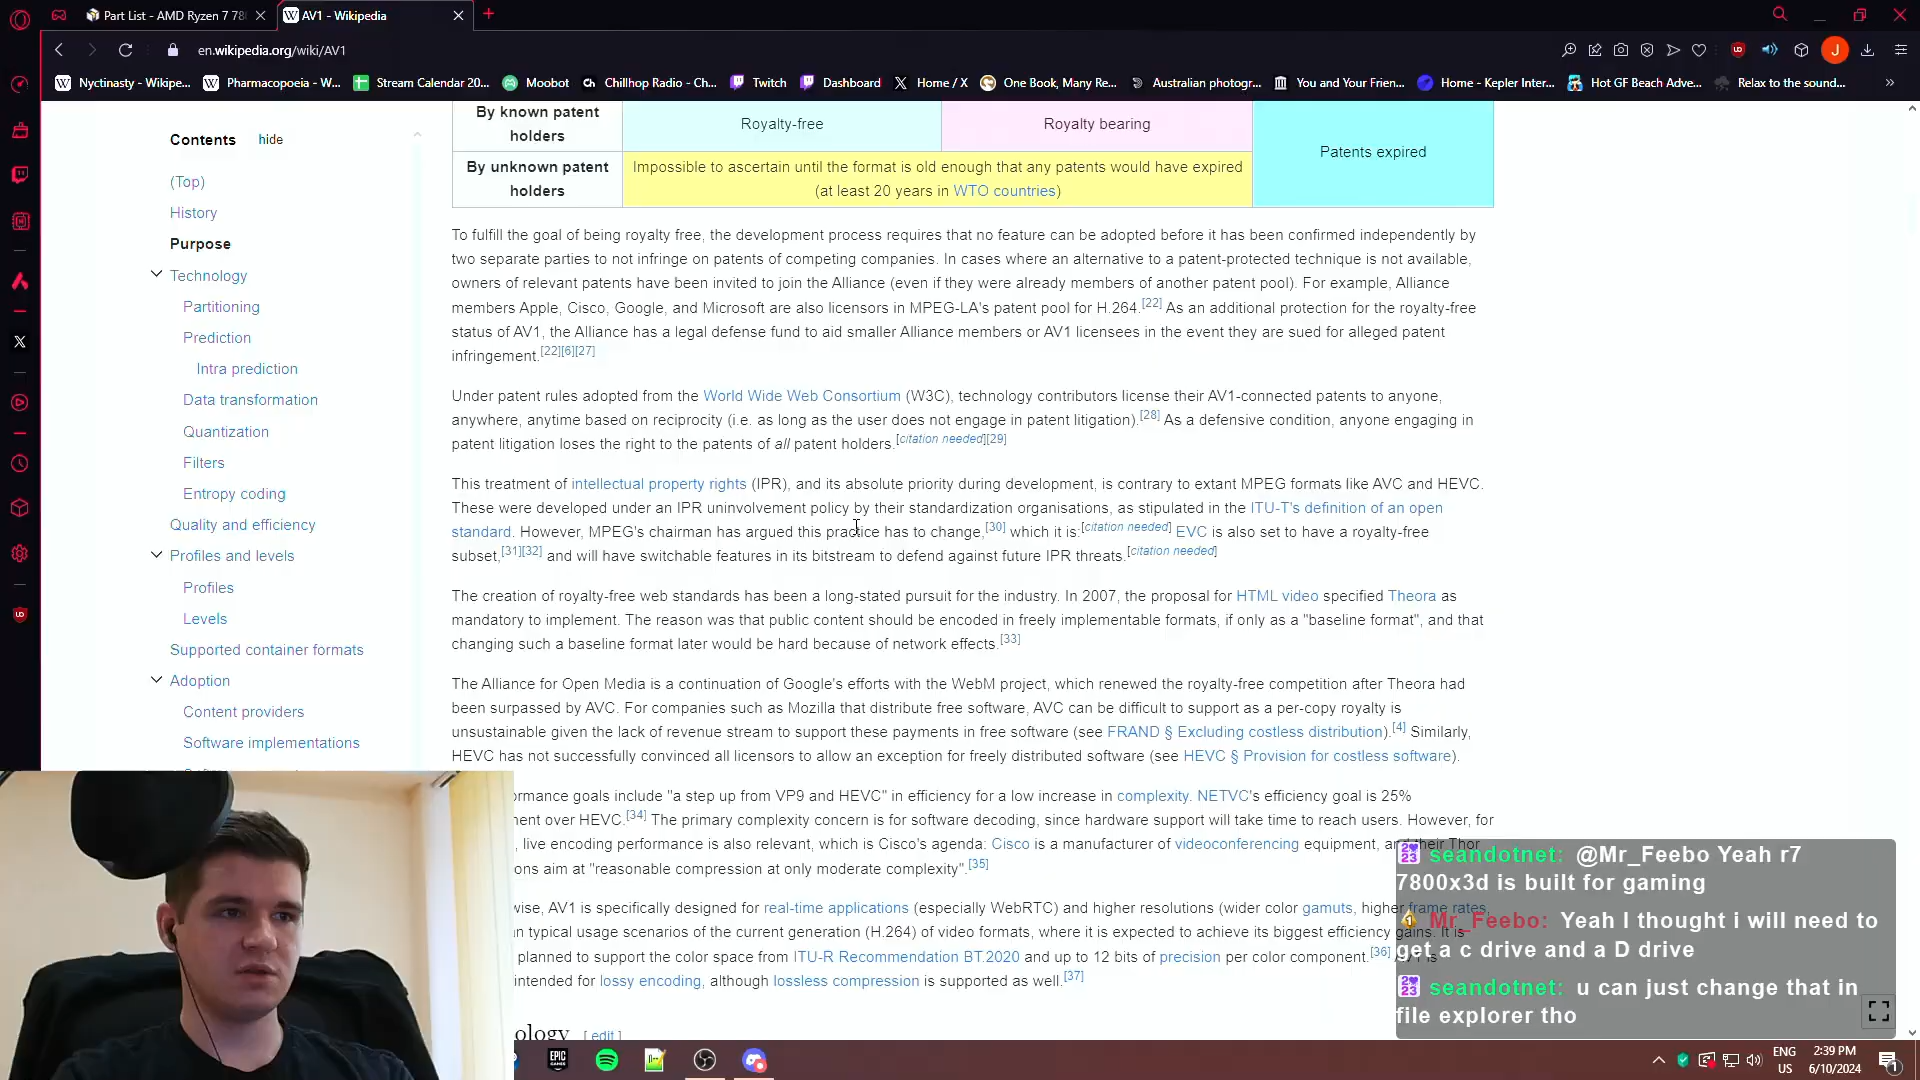 Part List - AMD Ryzen 7 78
AV1 - Wikipedia
en.wikipedia.org/wiki/AV1
Nyctinasty - Wikipe...
Pharmacopoeia - W...
Stream Calendar 20...
Moobot
Chillhop Radio - Ch...
Twitch
Dashboard
Home / X
One Book, Many Re...
Australian photogr...
You and Your Frien...
Home - Kepler Inter...
Hot GF Beach Adve...
Relax to the sound...
J
Contents hide
(Top)
History
Purpose
Technology
Partitioning
Prediction
Intra prediction
Data transformation
Quantization
Filters
Entropy coding
Quality and efficiency
Profiles and levels
Profiles
Levels
Supported container formats
Adoption
Content providers
Software implementations
By known patent
holders
Royalty-free
Royalty bearing
Patents expired
By unknown patent
holders
Impossible to ascertain until the format is old enough that any patents would have expired
(at least 20 years in WTO countries)
To fulfill the goal of being royalty free, the development process requires that no feature can be adopted before it has been confirmed independently by
two separate parties to not infringe on patents of competing companies. In cases where an alternative to a patent-protected technique is not available,
owners of relevant patents have been invited to join the Alliance (even if they were already members of another patent pool). For example, Alliance
members Apple, Cisco, Google, and Microsoft are also licensors in MPEG-LA's patent pool for H.264.[22] As an additional protection for the royalty-free
status of AV1, the Alliance has a legal defense fund to aid smaller Alliance members or AV1 licensees in the event they are sued for alleged patent
infringement.[22][6][27]
Under patent rules adopted from the World Wide Web Consortium (W3C), technology contributors license their AV1-connected patents to anyone,
anywhere, anytime based on reciprocity (i.e. as long as the user does not engage in patent litigation).[28] As a defensive condition, anyone engaging in
patent litigation loses the right to the patents of all patent holders.[citation needed][29]
This treatment of intellectual property rights (IPR), and its absolute priority during development, is contrary to extant MPEG formats like AVC and HEVC.
These were developed under an IPR uninvolvement policy by their standardization organisations, as stipulated in the ITU-T's definition of an open
standard. However, MPEG's chairman has argued this practice has to change,[30] which it is:[citation needed] EVC is also set to have a royalty-free
subset,[31][32] and will have switchable features in its bitstream to defend against future IPR threats.[citation needed]
The creation of royalty-free web standards has been a long-stated pursuit for the industry. In 2007, the proposal for HTML video specified Theora as
mandatory to implement. The reason was that public content should be encoded in freely implementable formats, if only as a "baseline format", and that
changing such a baseline format later would be hard because of network effects.[33]
The Alliance for Open Media is a continuation of Google's efforts with the WebM project, which renewed the royalty-free competition after Theora had
been surpassed by AVC. For companies such as Mozilla that distribute free software, AVC can be difficult to support as a per-copy royalty is
unsustainable given the lack of revenue stream to support these payments in free software (see FRAND § Excluding costless distribution).[4] Similarly,
HEVC has not successfully convinced all licensors to allow an exception for freely distributed software (see HEVC § Provision for costless software).
rmance goals include "a step up from VP9 and HEVC" in efficiency for a low increase in complexity. NETVC's efficiency goal is 25%
nent over HEVC.[34] The primary complexity concern is for software decoding, since hardware support will take time to reach users. However, for
, live encoding performance is also relevant, which is Cisco's agenda: Cisco is a manufacturer of videoconferencing equipment, and their Thor
ons aim at "reasonable compression at only moderate complexity".[35]
wise, AV1 is specifically designed for real-time applications (especially WebRTC) and higher resolutions (wider color gamuts, higher frame rates,
n typical usage scenarios of the current generation (H.264) of video formats, where it is expected to achieve its biggest efficiency gains. It is
planned to support the color space from ITU-R Recommendation BT.2020 and up to 12 bits of precision per color component.[36] AV1 is
intended for lossy encoding, although lossless compression is supported as well.[37]
ology [ edit ]
seandotnet: @Mr_Feebo Yeah r7
7800x3d is built for gaming
Mr_Feebo: Yeah I thought i will need to
get a c drive and a D drive
seandotnet: u can just change that in
file explorer tho
EPIC
GAMES
ENG
US
2:39 PM
6/10/2024